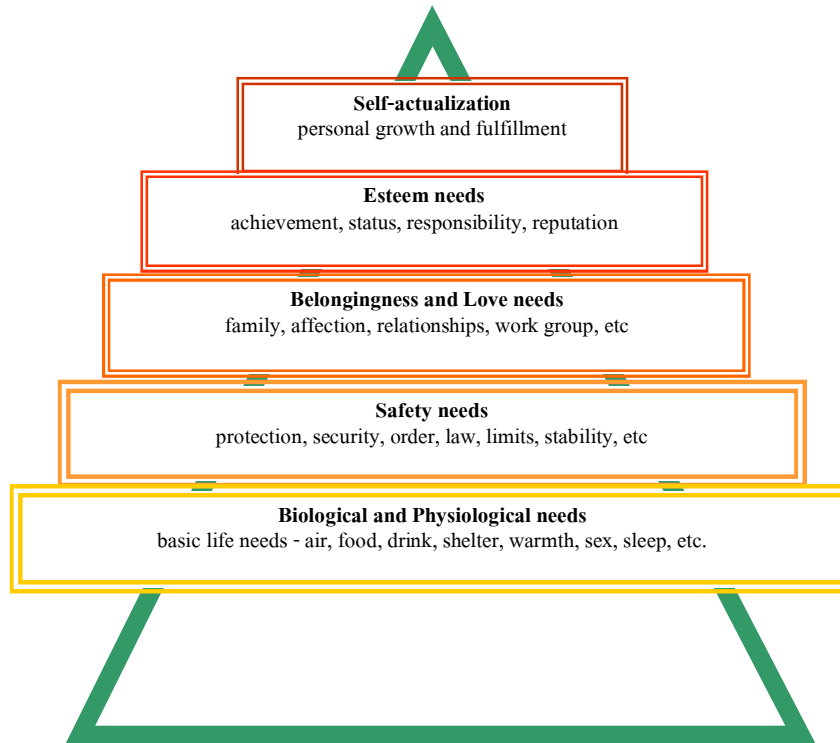 Self-actualization
personal growth and fulfillment
Esteem needs
achievement, status, responsibility, reputation
Belongingness and Love needs
family, affection, relationships, work group, etc
Safety needs
protection, security, order, law, limits, stability, etc
Biological and Physiological needs
basic life needs - air, food, drink, shelter, warmth, sex, sleep, etc.